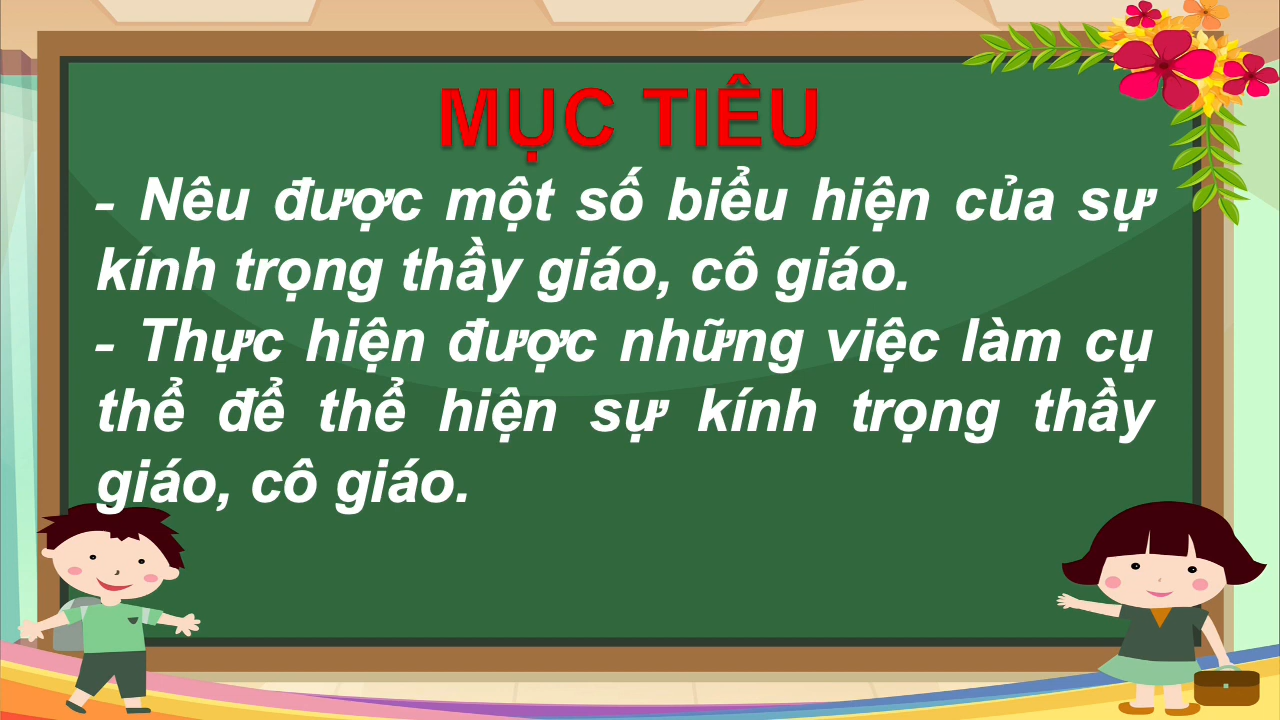 MỤC TIÊU
- Nêu được một số biểu hiện của sự
kính trọng thầy giáo, cô giáo.
- Thực hiện được những việc làm cụ
thể để thể hiện sự kính trọng thầy
giáo, cô giáo.